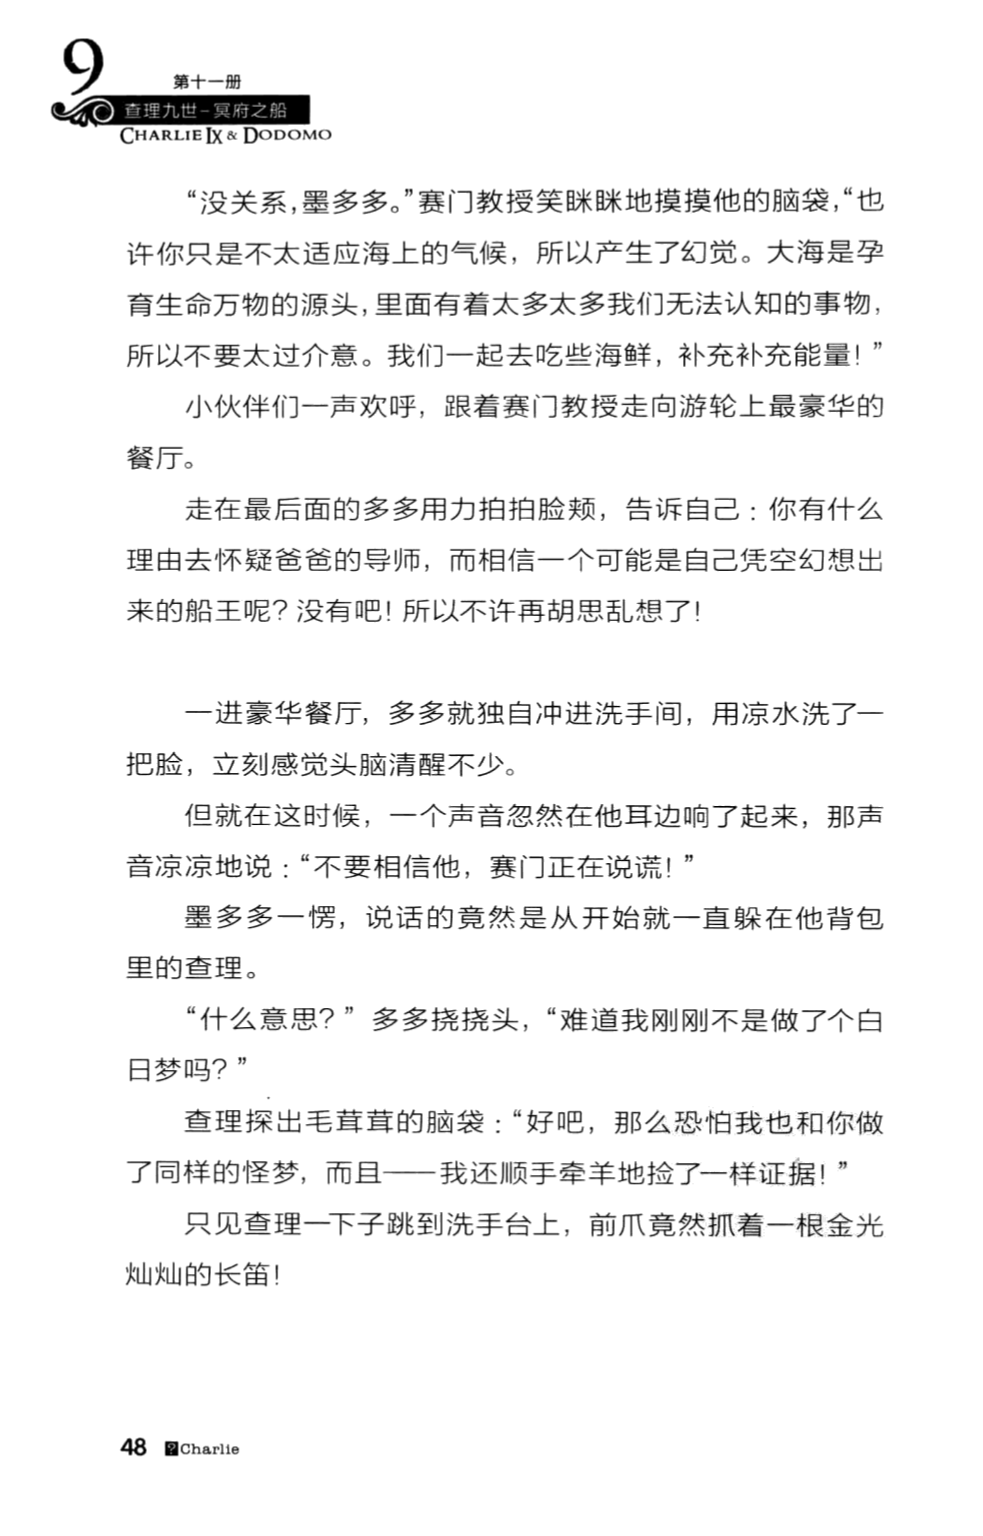 9
第十一册
查理九世-冥府之船
CHARLIE IX & DODOMO
“没关系,墨多多。”赛门教授笑眯眯地摸摸他的脑袋,“也
许你只是不太适应海上的气候，所以产生了幻觉。大海是孕
育生命万物的源头,里面有着太多太多我们无法认知的事物,
所以不要太过介意。我们一起去吃些海鲜，补充补充能量！”
小伙伴们一声欢呼，跟着赛门教授走向游轮上最豪华的
餐厅。
走在最后面的多多用力拍拍脸颊，告诉自己：你有什么
理由去怀疑爸爸的导师，而相信一个可能是自己凭空幻想出
来的船王呢？没有吧！所以不许再胡思乱想了！
一进豪华餐厅，多多就独自冲进洗手间，用凉水洗了一
把脸，立刻感觉头脑清醒不少。
但就在这时候，一个声音忽然在他耳边响了起来，那声
音凉凉地说：“不要相信他，赛门正在说谎！”
墨多多一愣，说话的竟然是从开始就一直躲在他背包
里的查理。
“什么意思？”多多挠挠头，“难道我刚刚不是做了个白
日梦吗？”
查理探出毛茸茸的脑袋：“好吧，那么恐怕我也和你做
了同样的怪梦，而且——我还顺手牵羊地捡了一样证据！”
只见查理一下子跳到洗手台上，前爪竟然抓着一根金光
灿灿的长笛！
48 ?Charlie